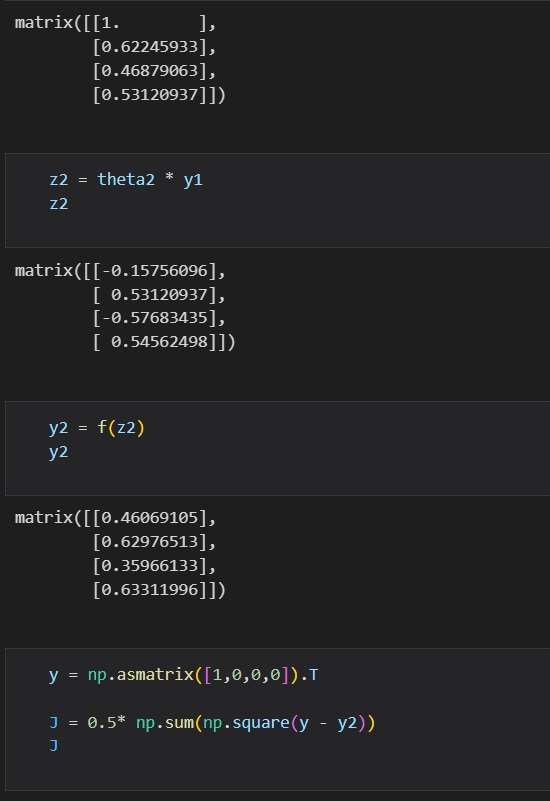 matrix([[1.        ],
        [0.62245933],
        [0.46879063],
        [0.53120937]])
z2 = theta2 * y1
z2
matrix([[-0.15756096],
        [ 0.53120937],
        [-0.57683435],
        [ 0.54562498]])
y2 = f(z2)
y2
matrix([[0.46069105],
        [0.62976513],
        [0.35966133],
        [0.63311996]])
y = np.asmatrix([1,0,0,0]).T
J = 0.5* np.sum(np.square(y - y2))
J